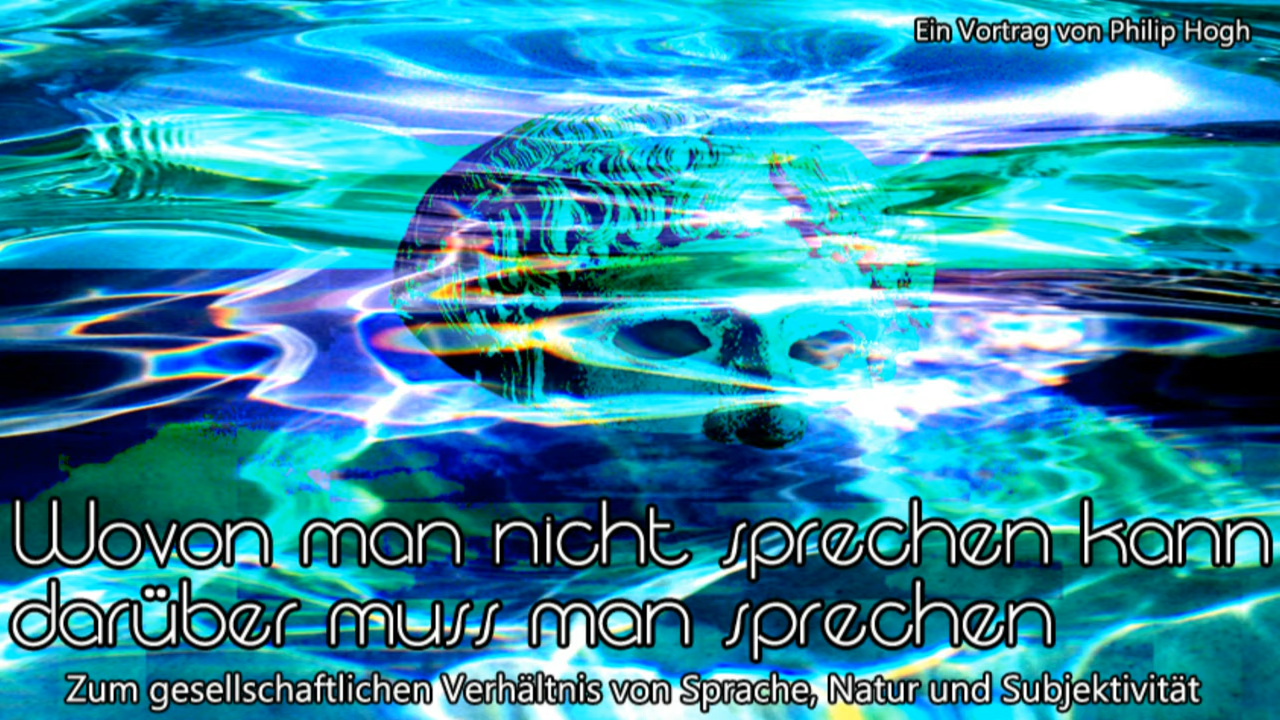 Ein Vortrag von Philip Hogh
Wovon man nicht sprechen kann
darüber muss man sprechen
Zum gesellschaftlichen Verhältnis von Sprache, Natur und Subjektivität